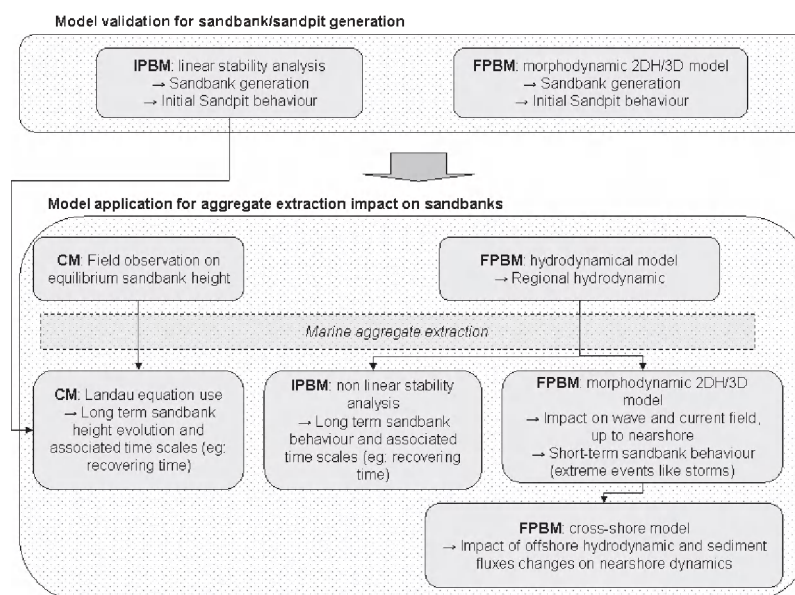 Model validation for sandbank/sandpit generation
IPBM: linear stability analysis
→ Sandbank generation
→ Initial Sandpit behaviour
FPBM: morphodynamic 2DH/3D model
→ Sandbank generation
→ Initial Sandpit behaviour
Model application for aggregate extraction impact on sandbanks
CM: Field observation on
equilibrium sandbank height
FPBM: hydrodynamical model
→ Regional hydrodynamic
Marine aggregate extraction
CM: Landau equation use
→ Long term sandbank
height evolution and
associated time scales (eg:
recovering time)
IPBM: non linear stability
analysis
→ Long term sandbank
behaviour and associated
time scales (eg: recovering
time)
FPBM: morphodynamic 2DH/3D
model
→ Impact on wave and current field,
up to nearshore
→ Short-term sandbank behaviour
(extreme events like storms)
FPBM: cross-shore model
→ Impact of offshore hydrodynamic and sediment
fluxes changes on nearshore dynamics